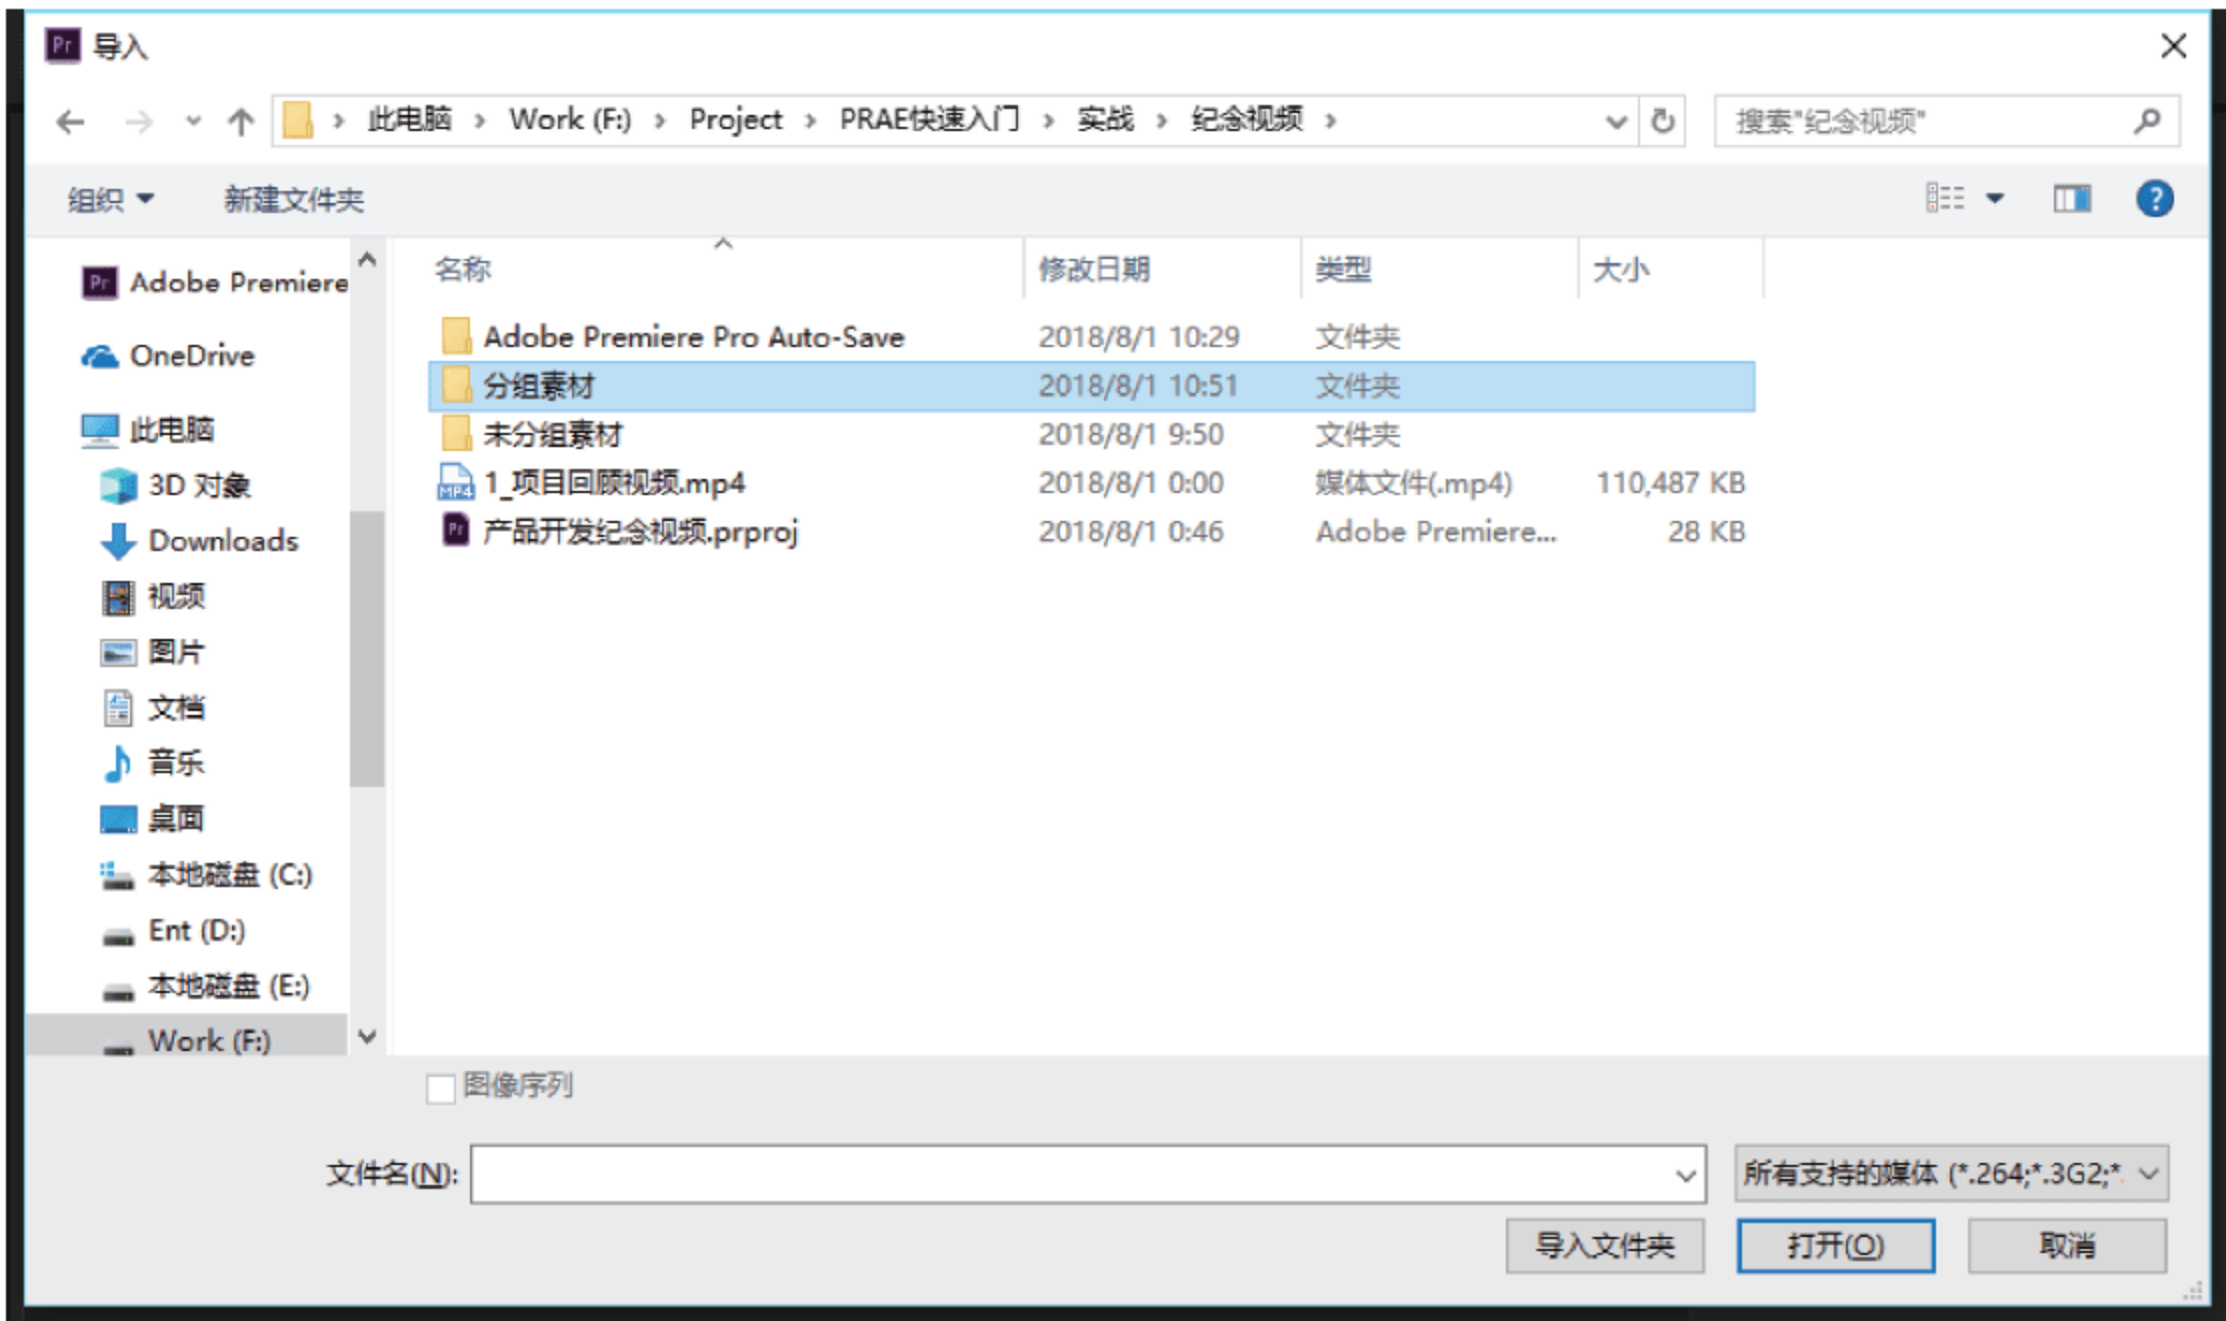 Pr 导入
此电脑 > Work (F:) > Project > PRAE快速入门 > 实战 > 纪念视频 >
搜索"纪念视频"
组织 新建文件夹 ?
Pr Adobe Premiere
OneDrive
此电脑
3D 对象
Downloads
视频
图片
文档
音乐
桌面
本地磁盘 (C:)
Ent (D:)
本地磁盘 (E:)
Work (F:)
名称 修改日期 类型 大小
Adobe Premiere Pro Auto-Save 2018/8/1 10:29 文件夹
分组素材 2018/8/1 10:51 文件夹
未分组素材 2018/8/1 9:50 文件夹
MP4 1_项目回顾视频.mp4 2018/8/1 0:00 媒体文件(.mp4) 110,487 KB
Pr 产品开发纪念视频.prproj 2018/8/1 0:46 Adobe Premiere... 28 KB
图像序列
文件名(N): 所有支持的媒体 (*.264;*.3G2;*.
导入文件夹 打开(O) 取消